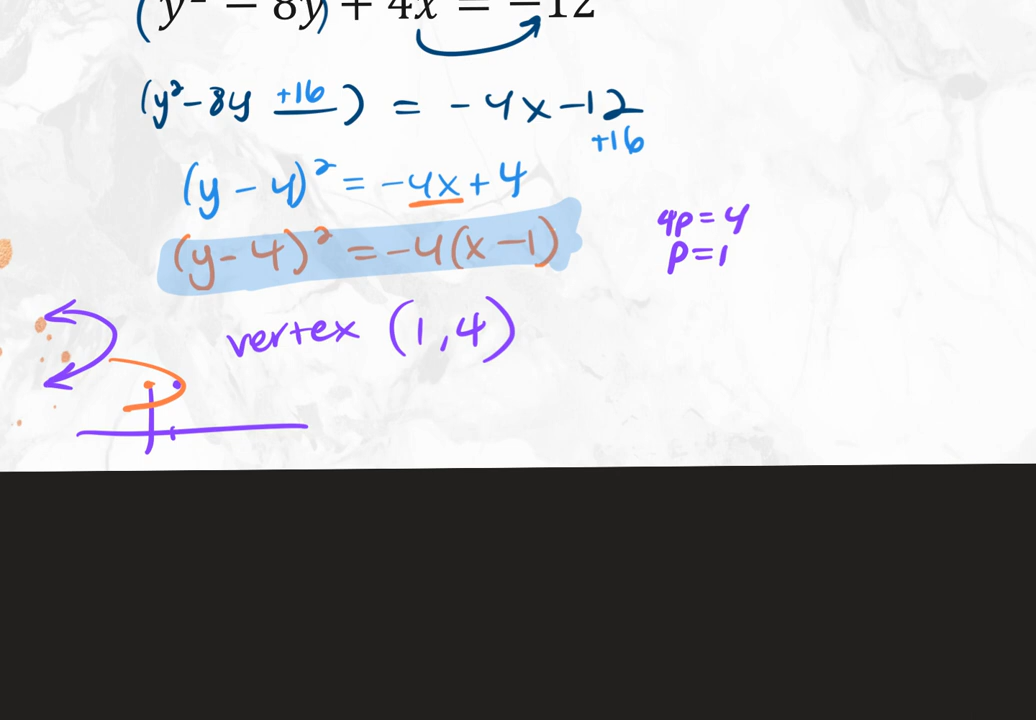 (y² − 8y) + 4x = −12
(y² - 8y +16) = -4x - 12
+16
(y - 4)² = -4x + 4
(y - 4)² = -4(x - 1)
4p = 4
p = 1
vertex (1, 4)